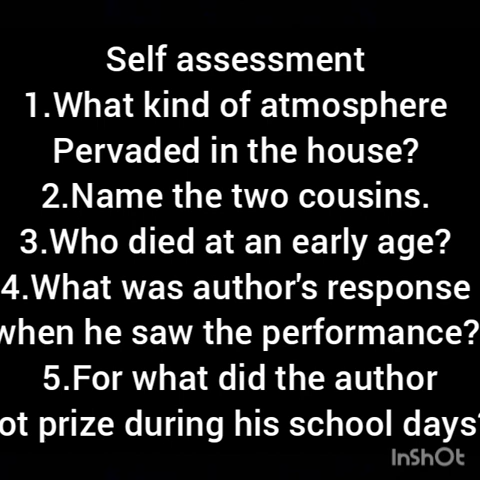 Self assessment
1.What kind of atmosphere
Pervaded in the house?
2.Name the two cousins.
3.Who died at an early age?
4.What was author's response
when he saw the performance?
5.For what did the author
ot prize during his school days?
InShOt